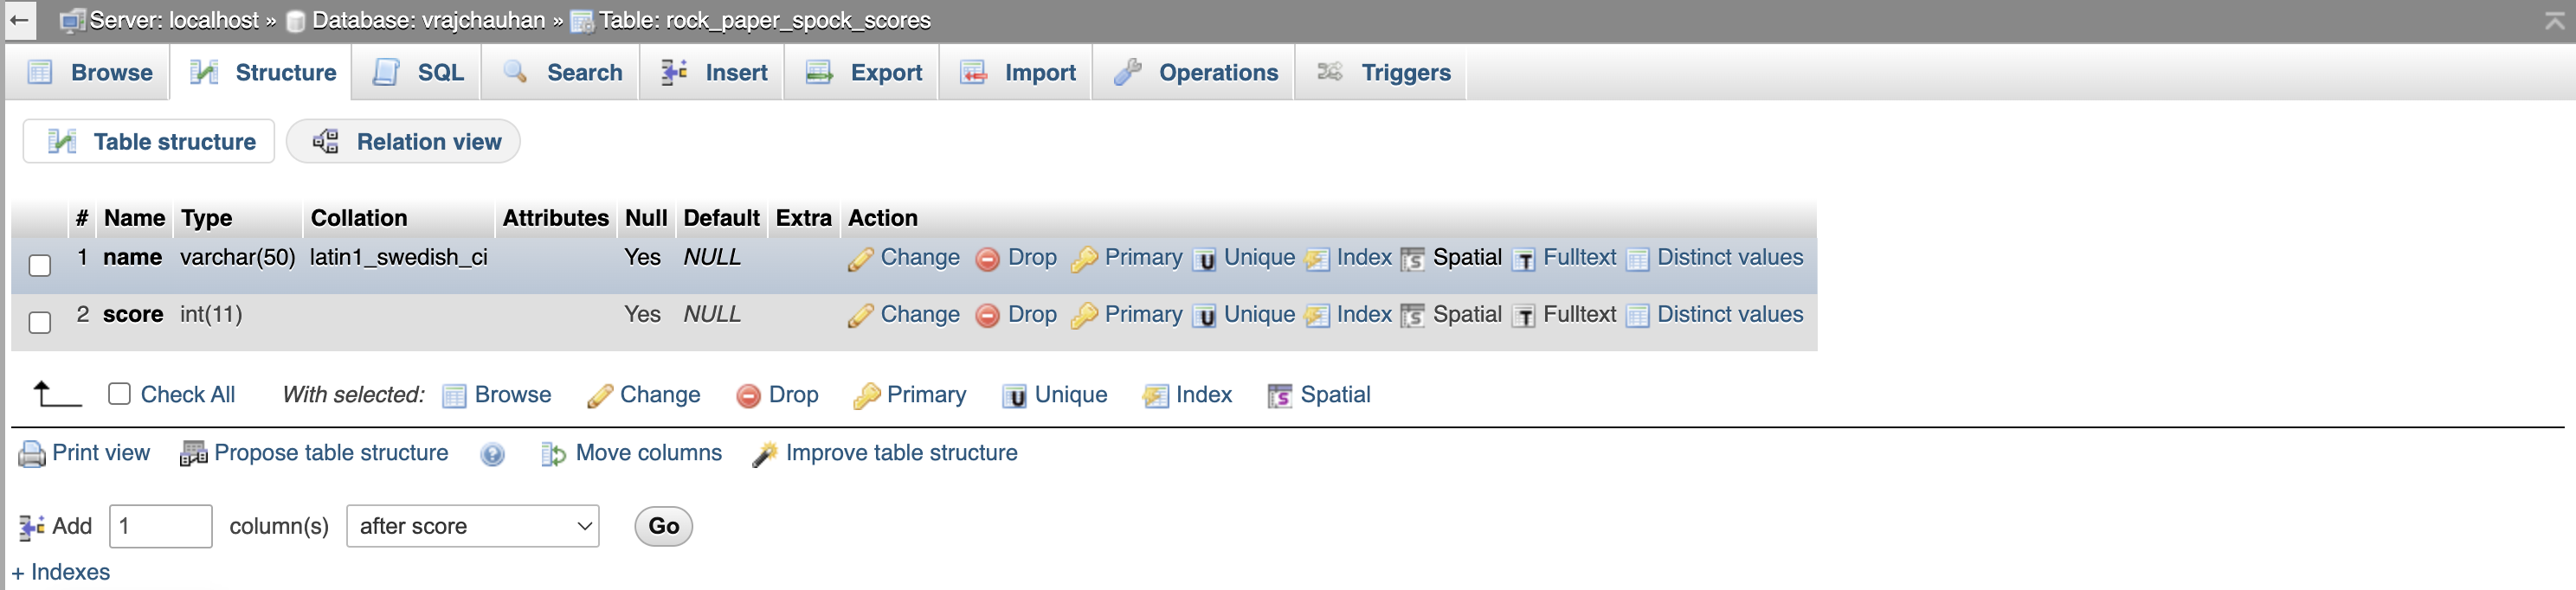 Server: localhost » Database: vrajchauhan » Table: rock_paper_spock_scores
Browse Structure SQL Search Insert Export Import Operations Triggers
Table structure Relation view
# Name Type Collation Attributes Null Default Extra Action
1 name varchar(50) latin1_swedish_ci Yes NULL Change Drop Primary Unique Index Spatial Fulltext Distinct values
2 score int(11) Yes NULL Change Drop Primary Unique Index Spatial Fulltext Distinct values
Check All With selected: Browse Change Drop Primary Unique Index Spatial
Print view Propose table structure Move columns Improve table structure
Add 1 column(s) after score Go
+ Indexes